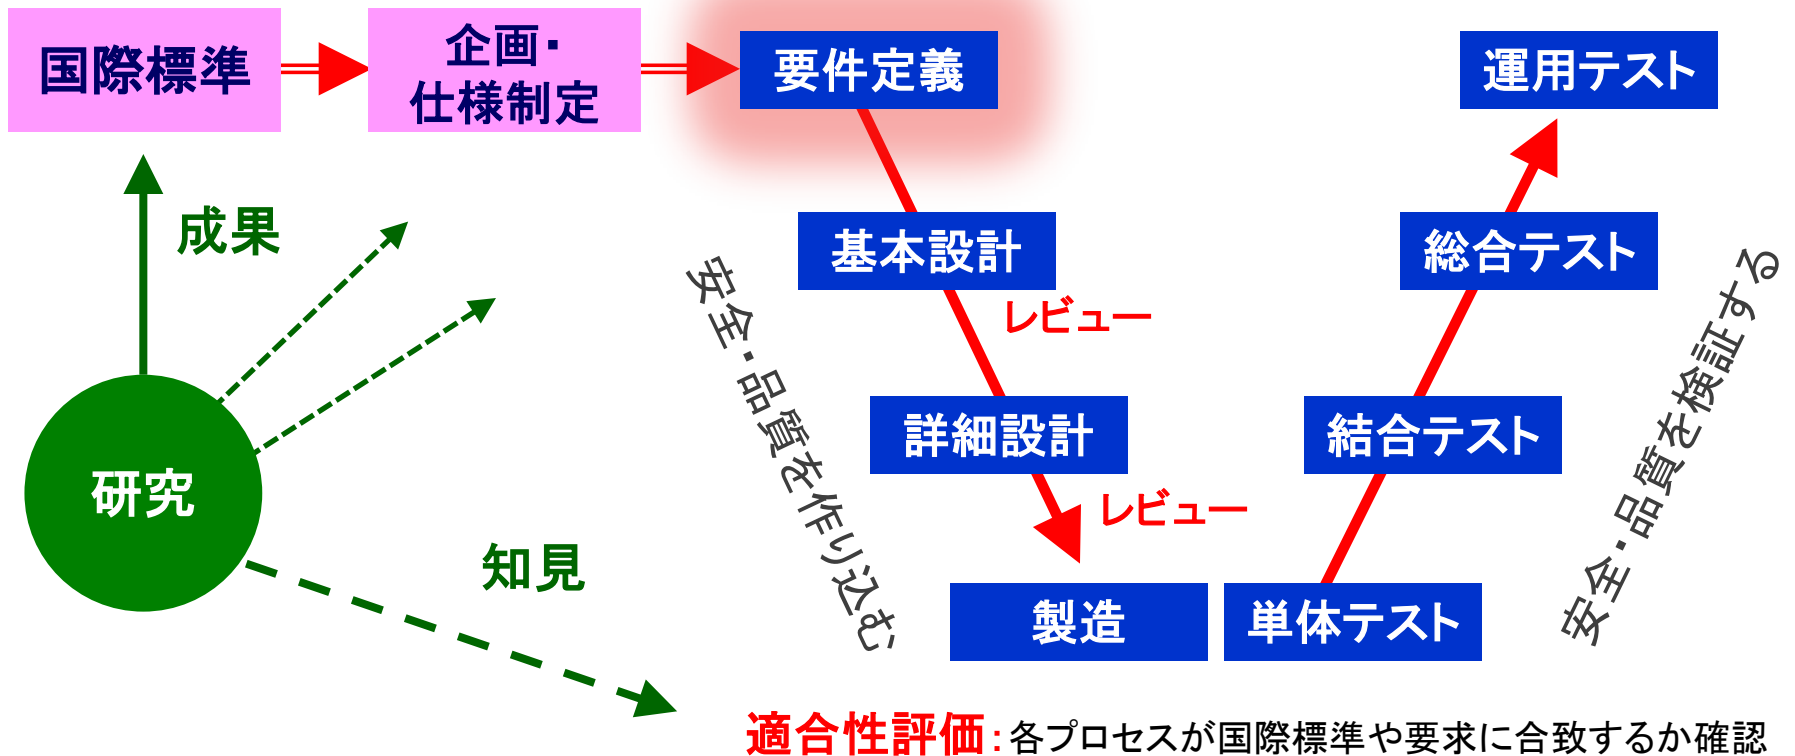 国際標準
企画・
仕様制定
要件定義
運用テスト
成果
基本設計
総合テスト
レビュー
安全・品質を作り込む
安全・品質を検証する
詳細設計
結合テスト
研究
レビュー
知見
製造
単体テスト
適合性評価:各プロセスが国際標準や要求に合致するか確認